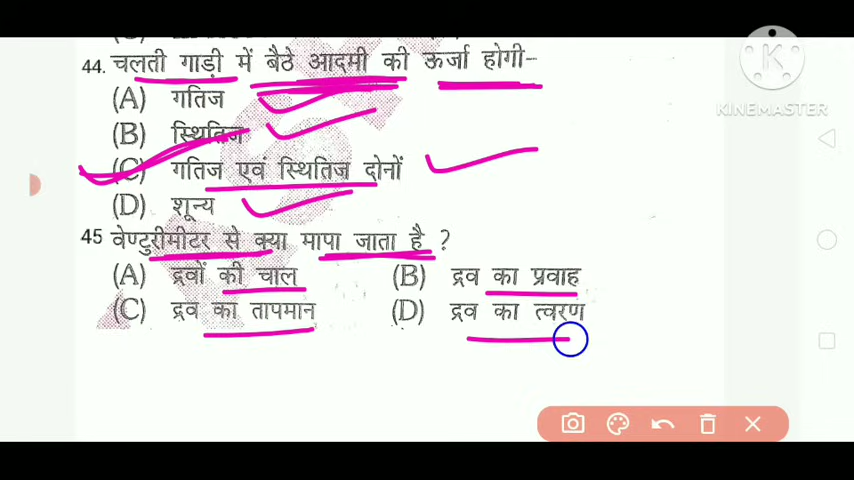 44. चलती गाड़ी में बैठे आदमी की ऊर्जा होगी–
(A) गतिज
(B) स्थितिज
(C) गतिज एवं स्थितिज दोनों
(D) शून्य
45 वेण्टुरीमीटर से क्या मापा जाता है ?
(A) द्रवों की चाल (B) द्रव का प्रवाह
(C) द्रव का तापमान (D) द्रव का त्वरण
K
KINEMASTER